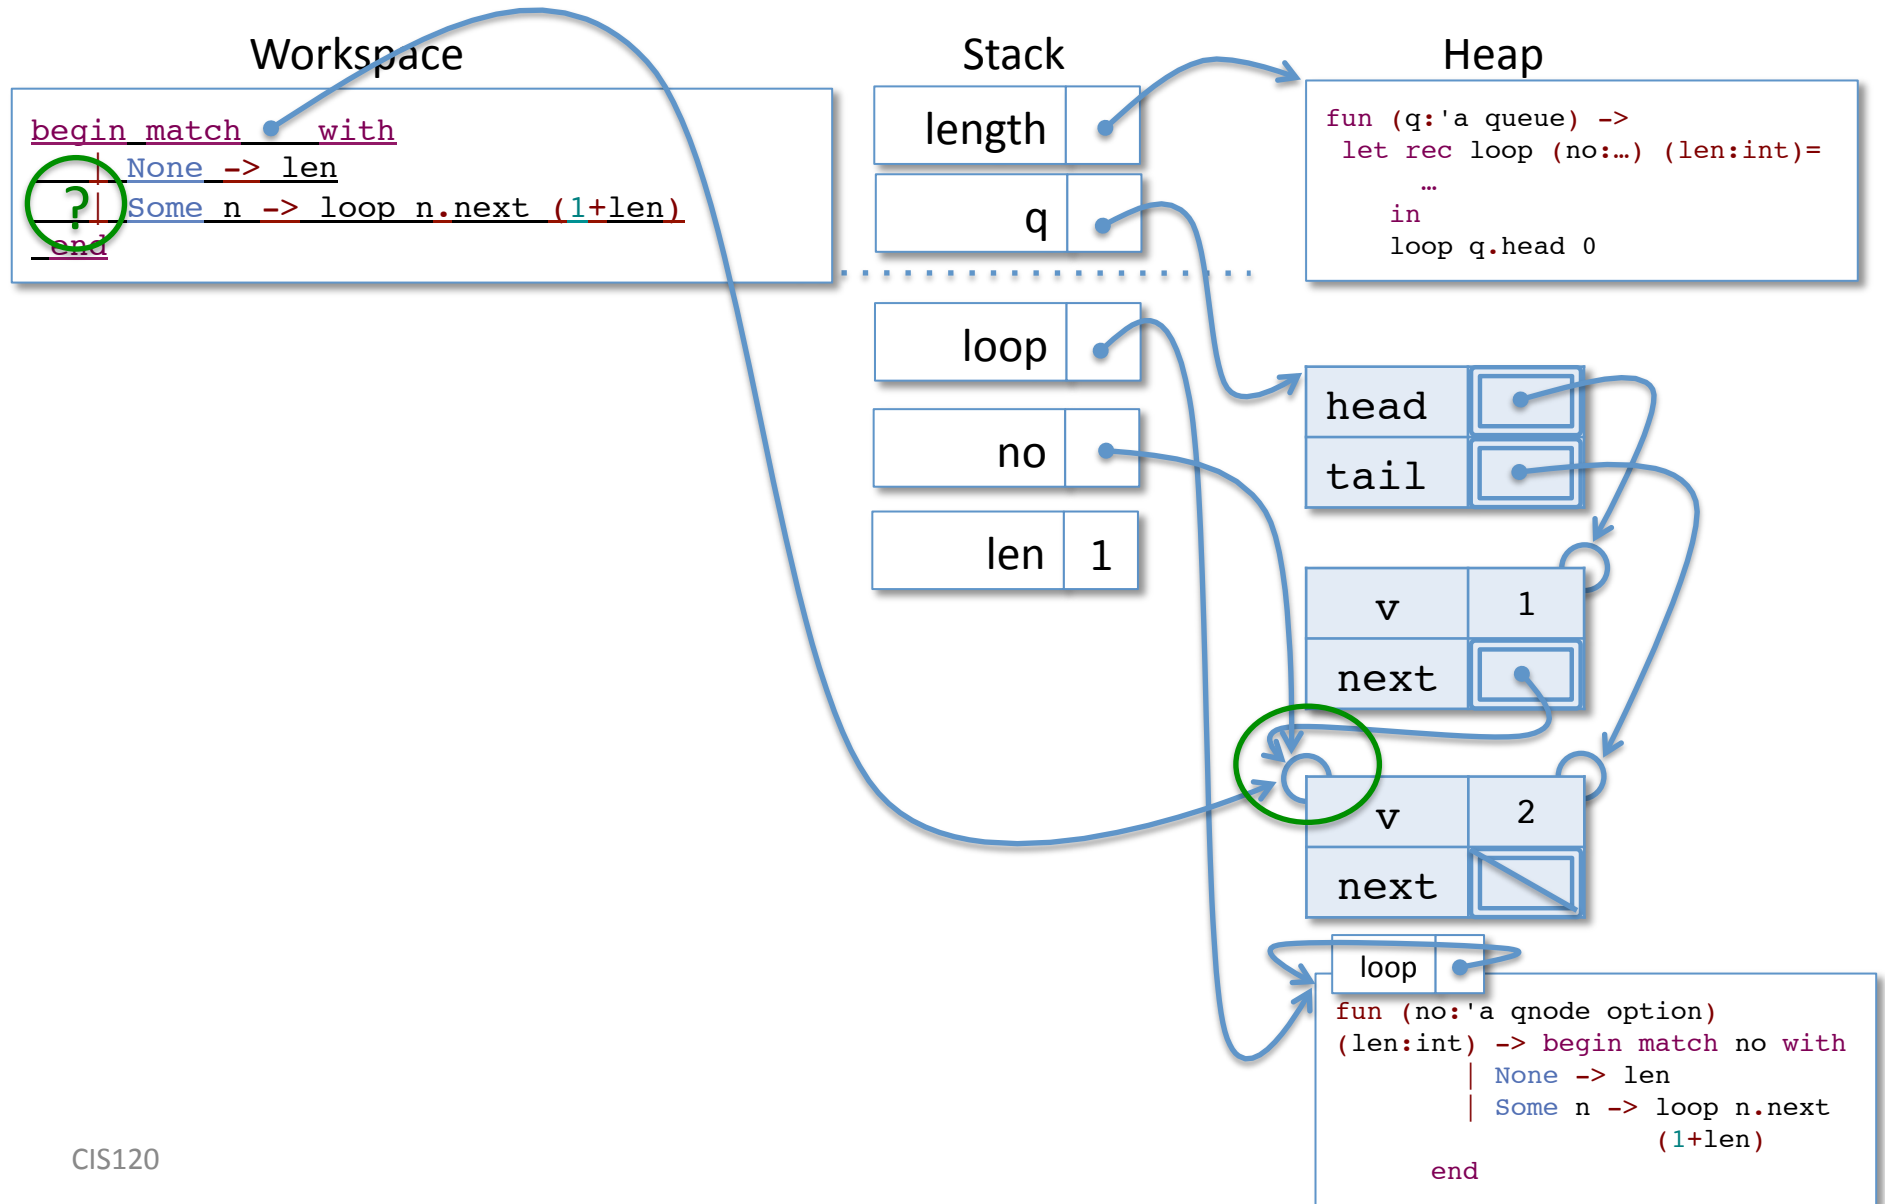 Workspace
begin match with
| None -> len
? | Some n -> loop n.next (1+len)
end
Stack
length
q
loop
no
len 1
Heap
fun (q:'a queue) ->
let rec loop (no:…) (len:int)=
…
in
loop q.head 0
head
tail
v 1
next
v 2
next
loop
fun (no:'a qnode option)
(len:int) -> begin match no with
| None -> len
| Some n -> loop n.next
(1+len)
end
CIS120